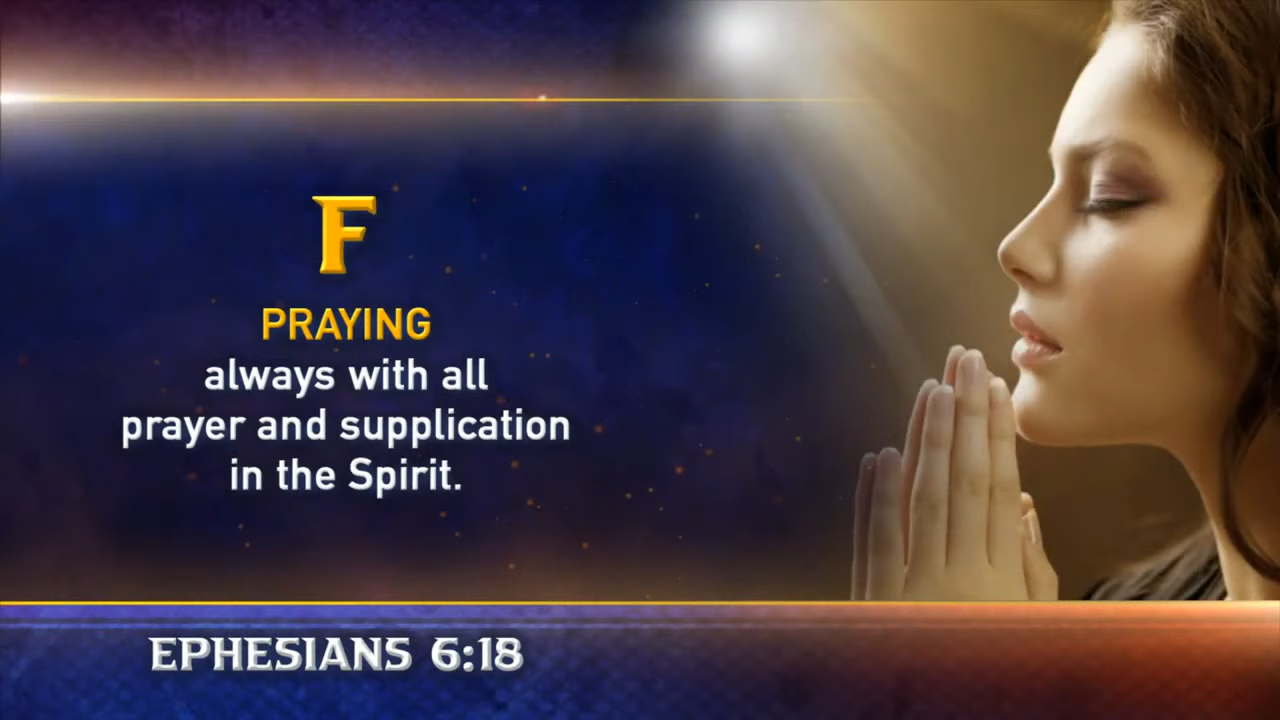 F
PRAYING
always with all
prayer and supplication
in the Spirit.
EPHESIANS 6:18